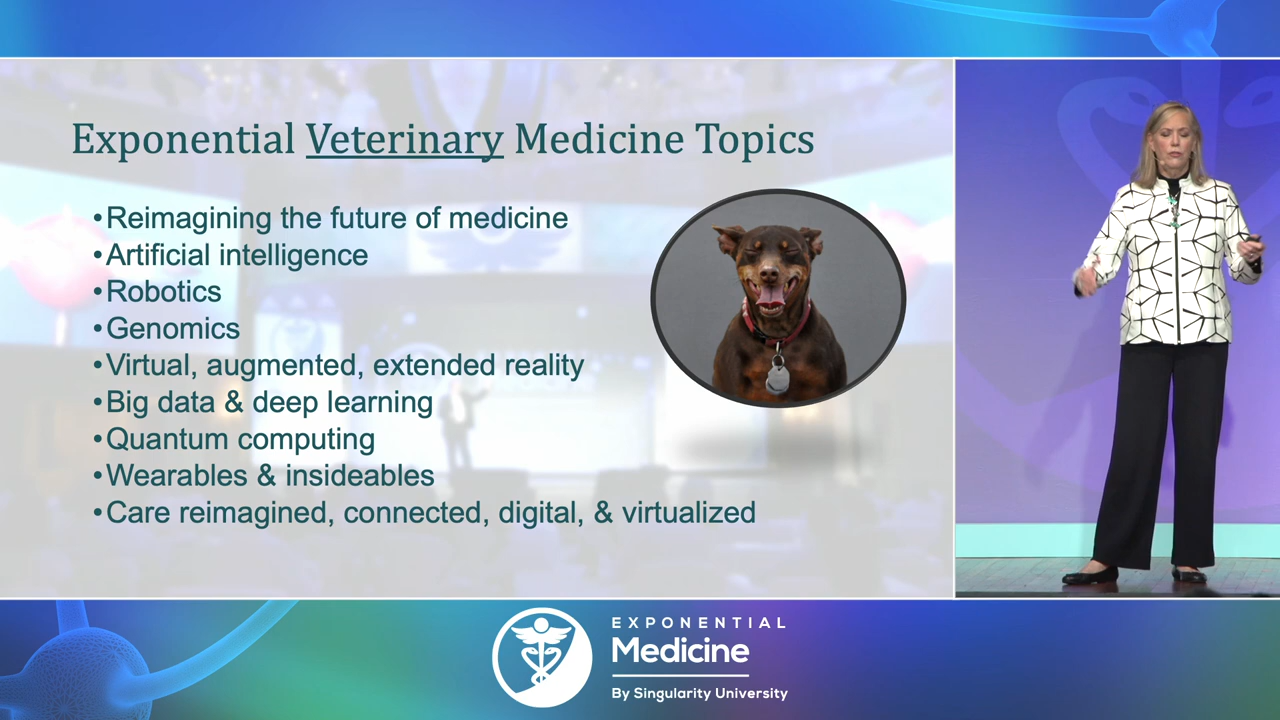 Exponential Veterinary Medicine Topics
•Reimagining the future of medicine
•Artificial intelligence
•Robotics
•Genomics
•Virtual, augmented, extended reality
•Big data & deep learning
•Quantum computing
•Wearables & insideables
•Care reimagined, connected, digital, & virtualized
EXPONENTIAL
Medicine
By Singularity University